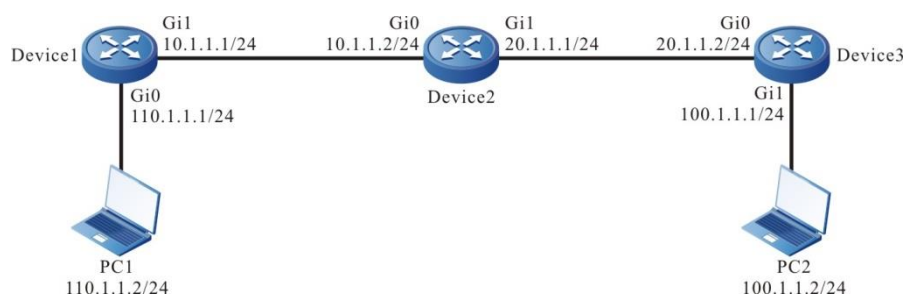 Gi1
10.1.1.1/24
Gi0
10.1.1.2/24
Gi1
20.1.1.1/24
Gi0
20.1.1.2/24
Device1
Device2
Device3
Gi0
110.1.1.1/24
Gi1
100.1.1.1/24
PC1
110.1.1.2/24
PC2
100.1.1.2/24